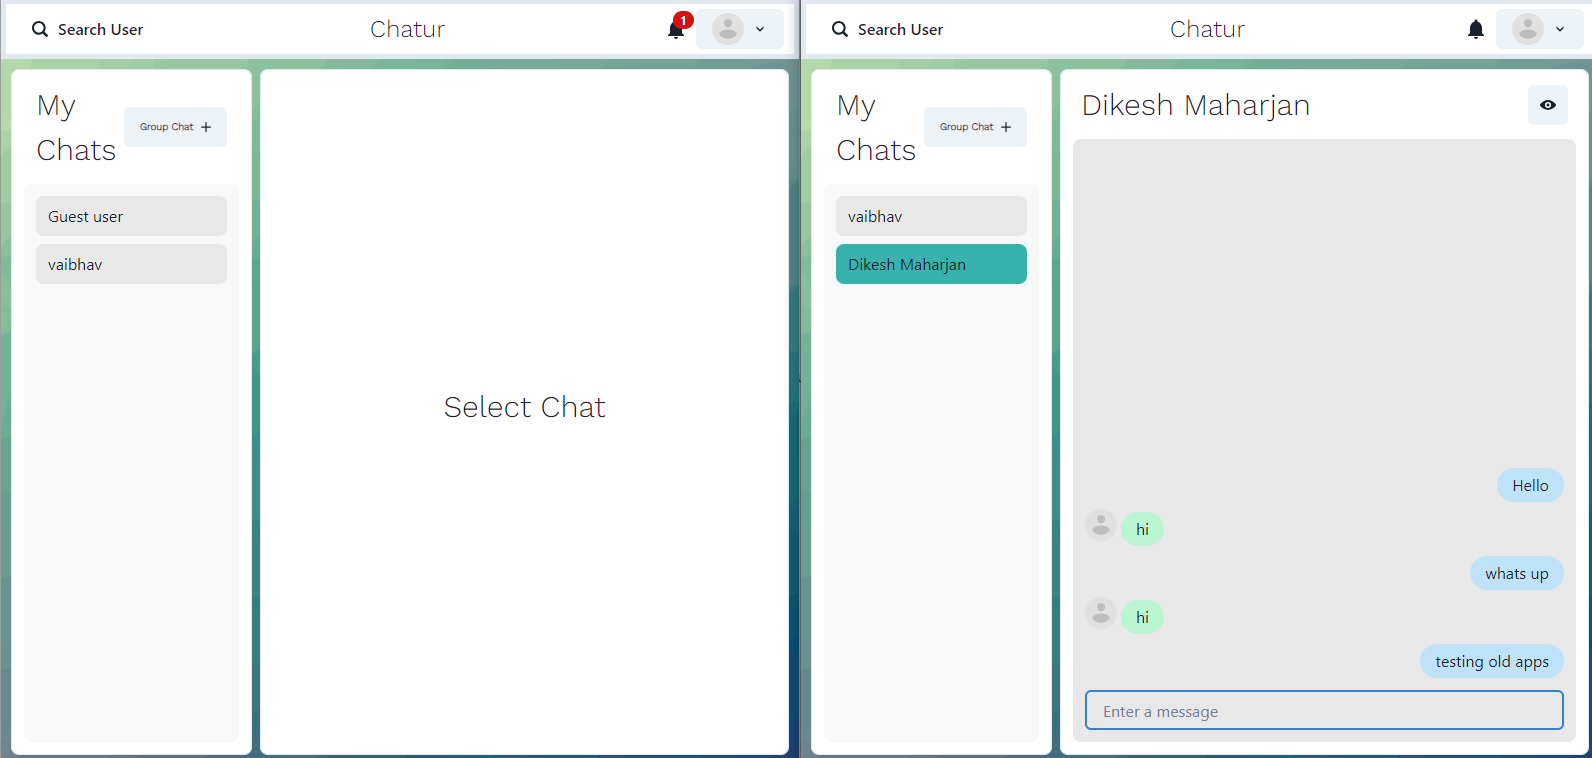 Search User
Chatur
1
My
Chats
Group Chat
Guest user
vaibhav
Select Chat
Search User
Chatur
My
Chats
Group Chat
vaibhav
Dikesh Maharjan
Dikesh Maharjan
Hello
hi
whats up
hi
testing old apps
Enter a message